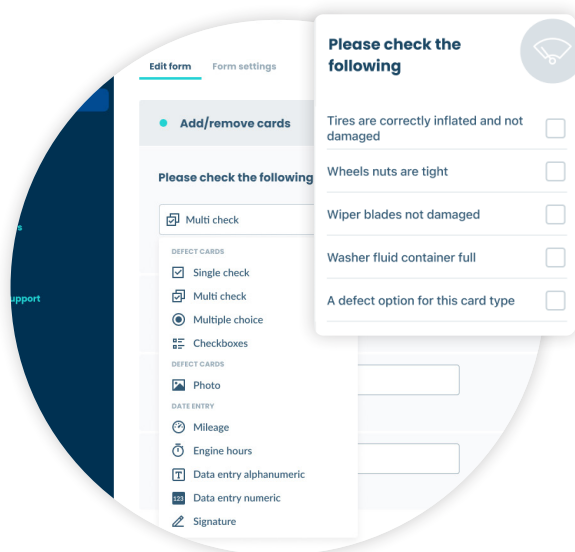 Edit form
Form settings
Add/remove cards
Please check the following
Multi check
DEFECT CARDS
Single check
Multi check
Multiple choice
Checkboxes
DEFECT CARDS
Photo
DATE ENTRY
Mileage
Engine hours
T
Data entry alphanumeric
123
Data entry numeric
Signature
s
upport
Please check the
following
Tires are correctly inflated and not
damaged
Wheels nuts are tight
Wiper blades not damaged
Washer fluid container full
A defect option for this card type